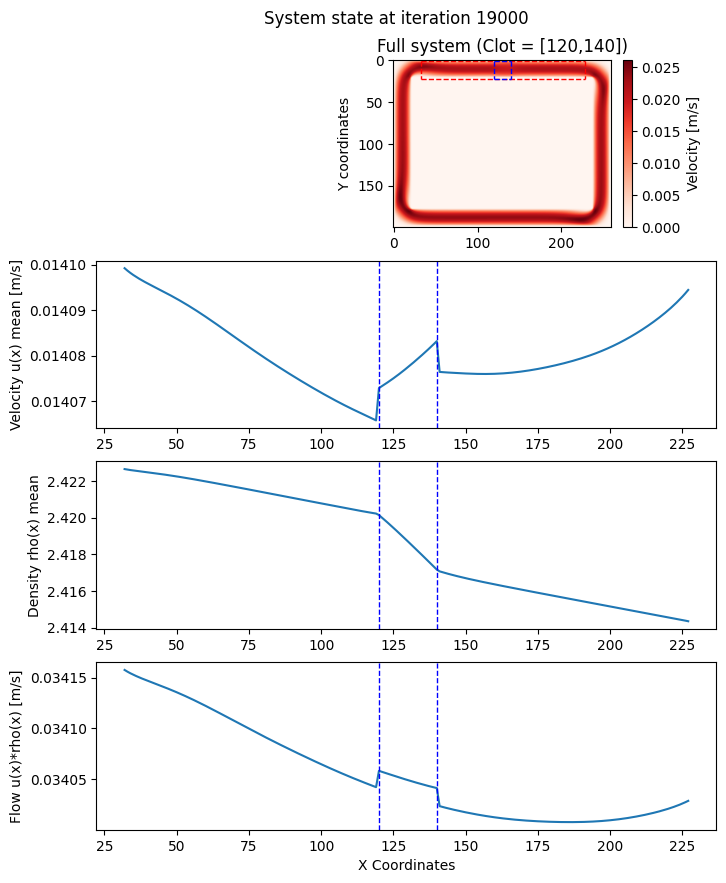 System state at iteration 19000
Full system (Clot = [120,140])
0
50
100
150
Y coordinates
0 100 200
0.025
0.020
0.015
0.010
0.005
0.000
Velocity [m/s]
0.01410
0.01409
0.01408
0.01407
Velocity u(x) mean [m/s]
25 50 75 100 125 150 175 200 225
2.422
2.420
2.418
2.416
2.414
Density rho(x) mean
25 50 75 100 125 150 175 200 225
0.03415
0.03410
0.03405
Flow u(x)*rho(x) [m/s]
25 50 75 100 125 150 175 200 225
X Coordinates